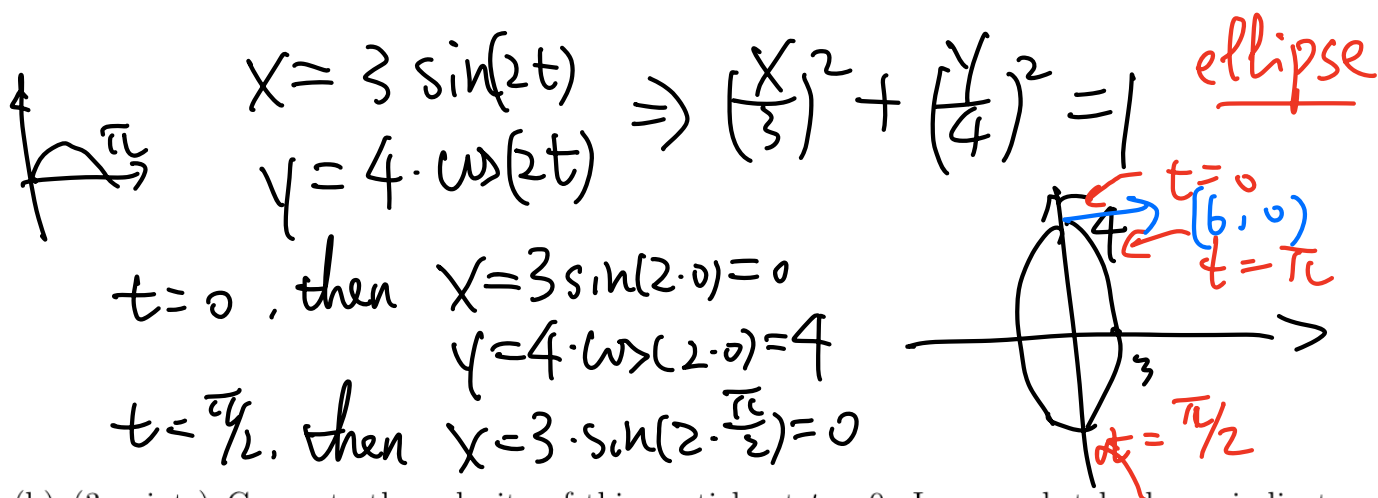 x = 3 sin(2t)
y = 4 · cos(2t)
⇒ (x/3)² + (y/4)² = 1
ellipse
π
t = 0
4
(6, 0)
t = π
3
t = π/2
t = 0, then x = 3 sin(2·0) = 0
y = 4·cos(2·0) = 4
t = π/2, then x = 3·sin(2·π/2) = 0